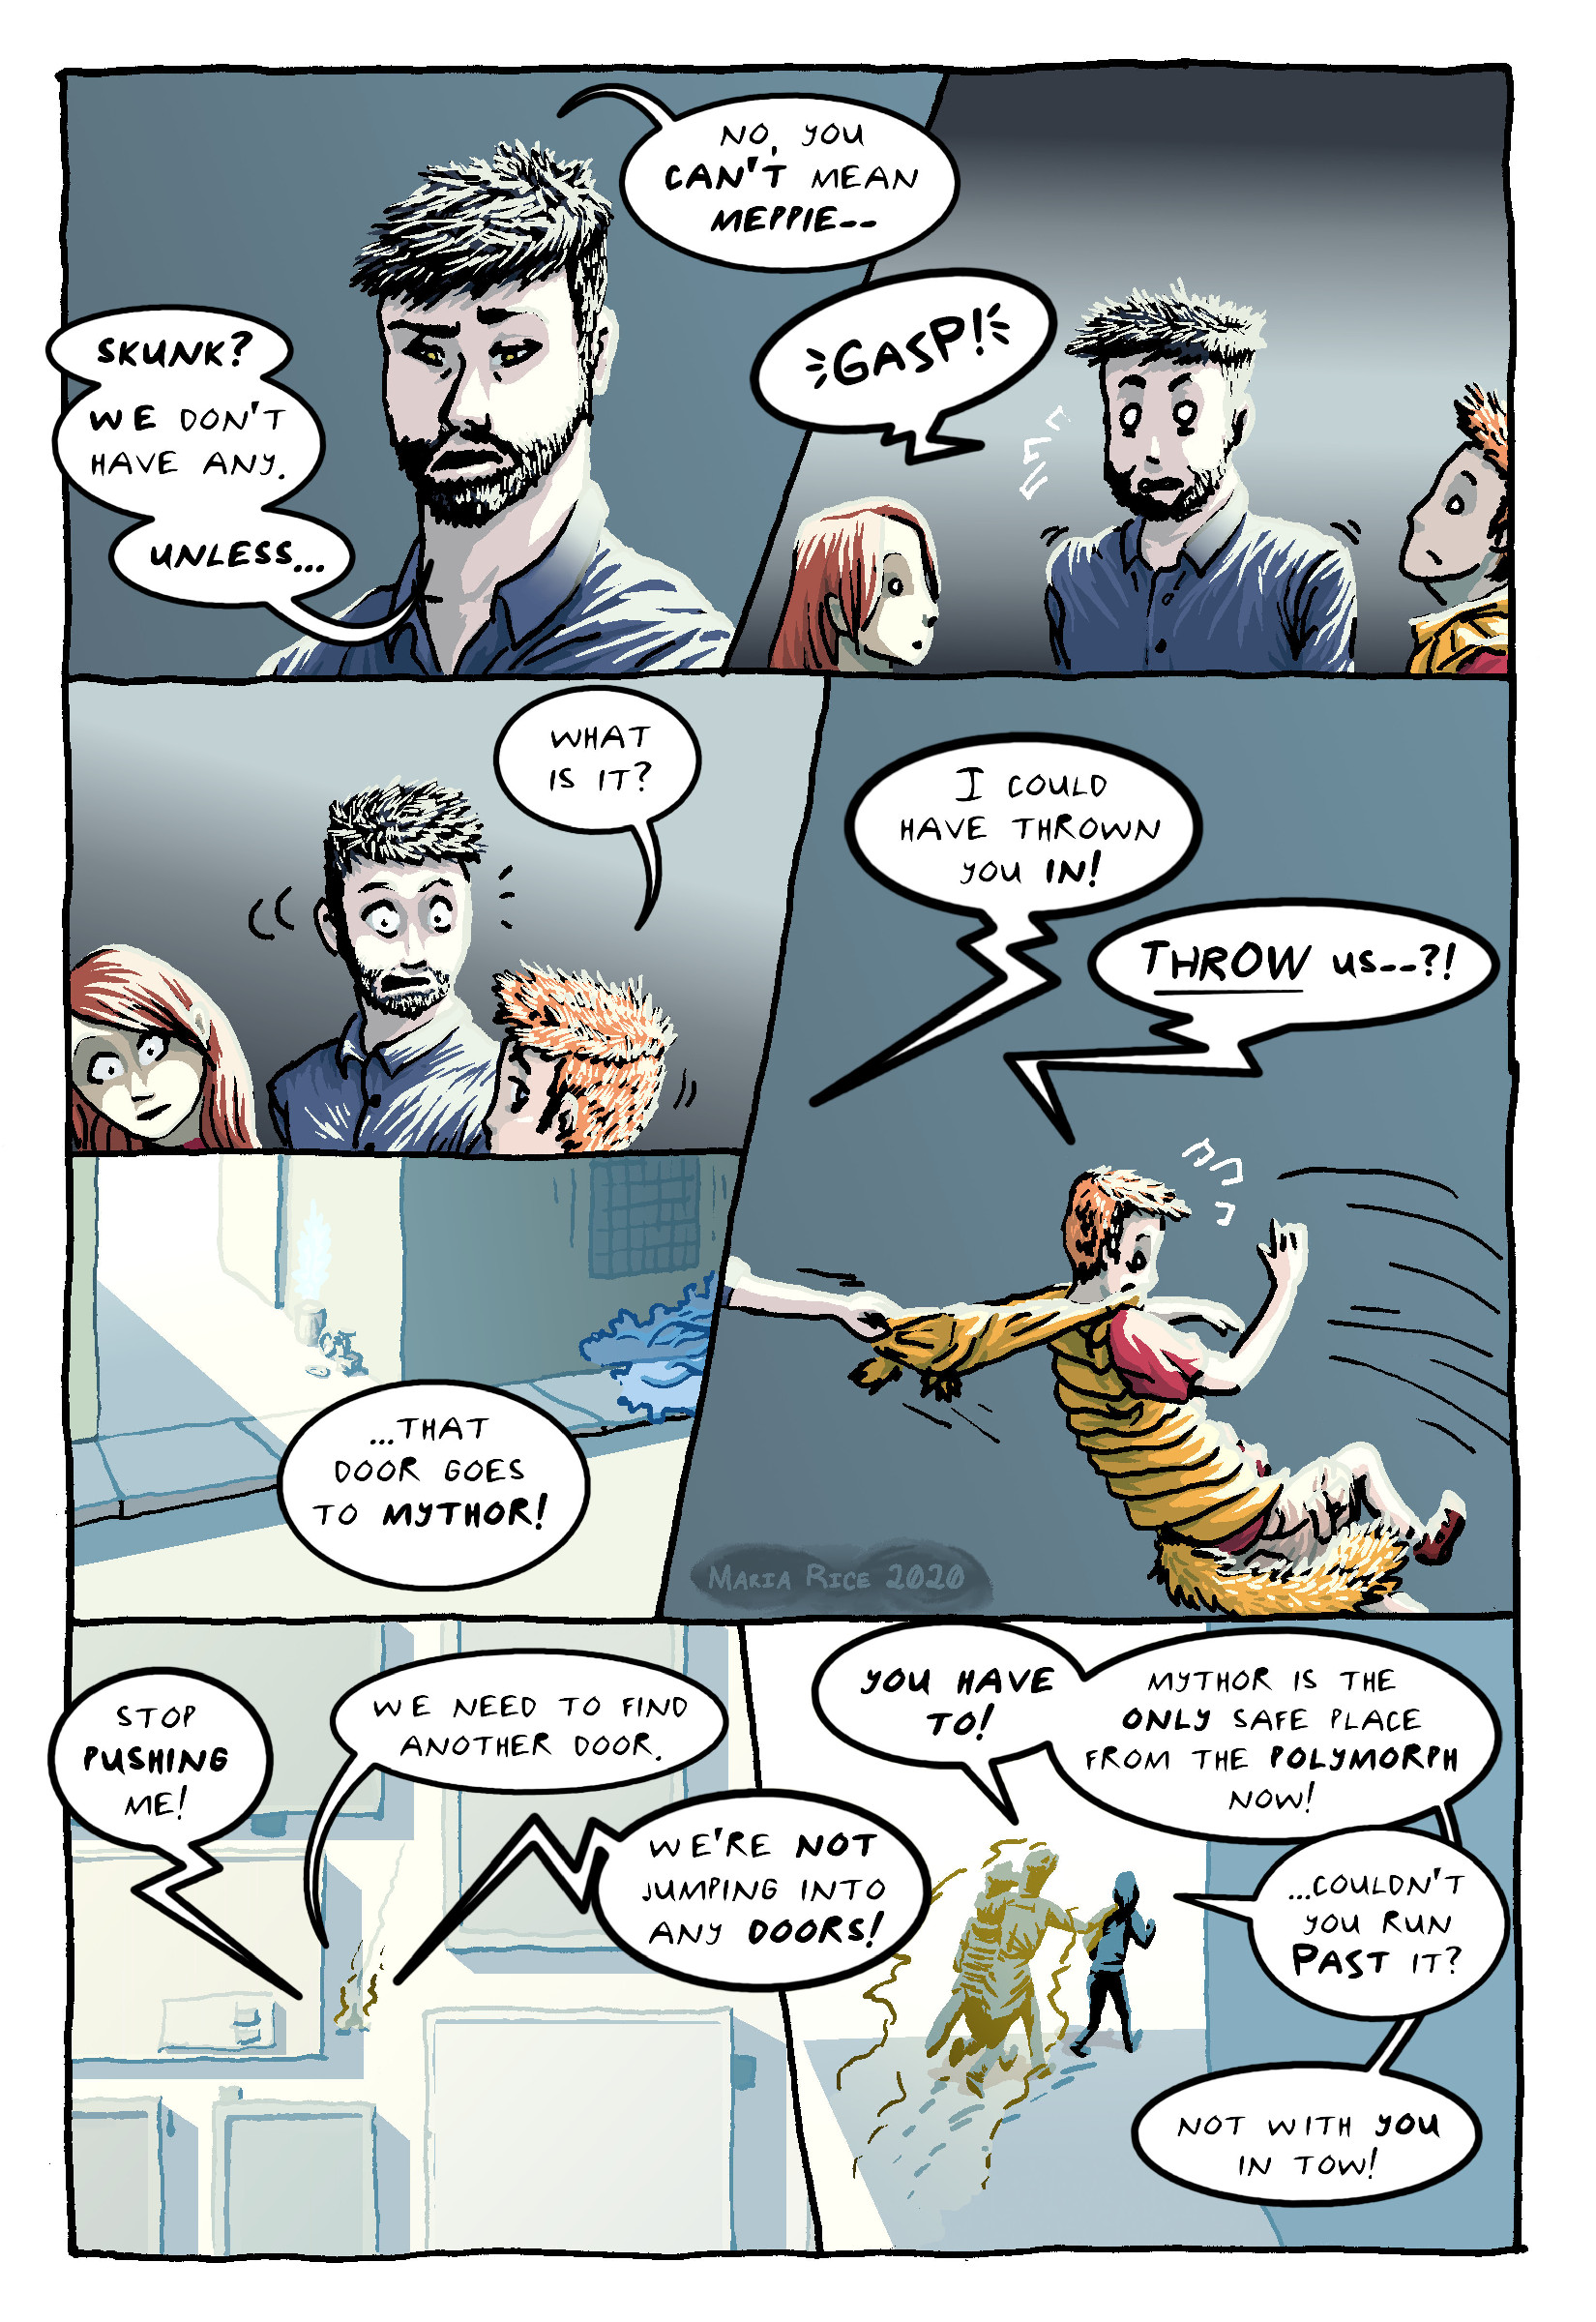 SKUNK?
WE DON'T
HAVE ANY.
UNLESS...
NO, YOU
CAN'T MEAN
MEPPIE--
GASP!
WHAT
IS IT?
...THAT
DOOR GOES
TO MYTHOR!
I COULD
HAVE THROWN
YOU IN!
THROW US--?!
MARIA RICE 2020
STOP
PUSHING
ME!
WE NEED TO FIND
ANOTHER DOOR.
WE'RE NOT
JUMPING INTO
ANY DOORS!
YOU HAVE
TO!
MYTHOR IS THE
ONLY SAFE PLACE
FROM THE POLYMORPH
NOW!
...COULDN'T
YOU RUN
PAST IT?
NOT WITH YOU
IN TOW!